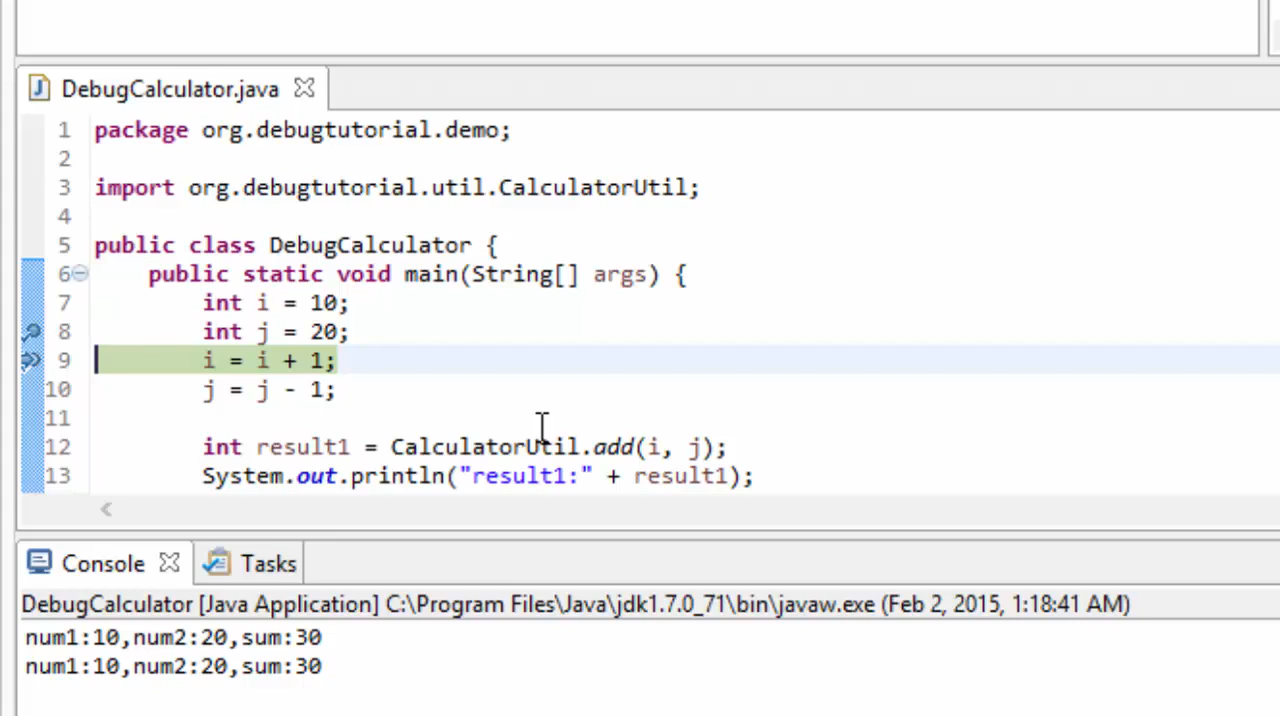 DebugCalculator.java
1 package org.debugtutorial.demo;
2
3 import org.debugtutorial.util.CalculatorUtil;
4
5 public class DebugCalculator {
6 public static void main(String[] args) {
7 int i = 10;
8 int j = 20;
9 i = i + 1;
10 j = j - 1;
11
12 int result1 = CalculatorUtil.add(i, j);
13 System.out.println("result1:" + result1);
Console Tasks
DebugCalculator [Java Application] C:\Program Files\Java\jdk1.7.0_71\bin\javaw.exe (Feb 2, 2015, 1:18:41 AM)
num1:10,num2:20,sum:30
num1:10,num2:20,sum:30